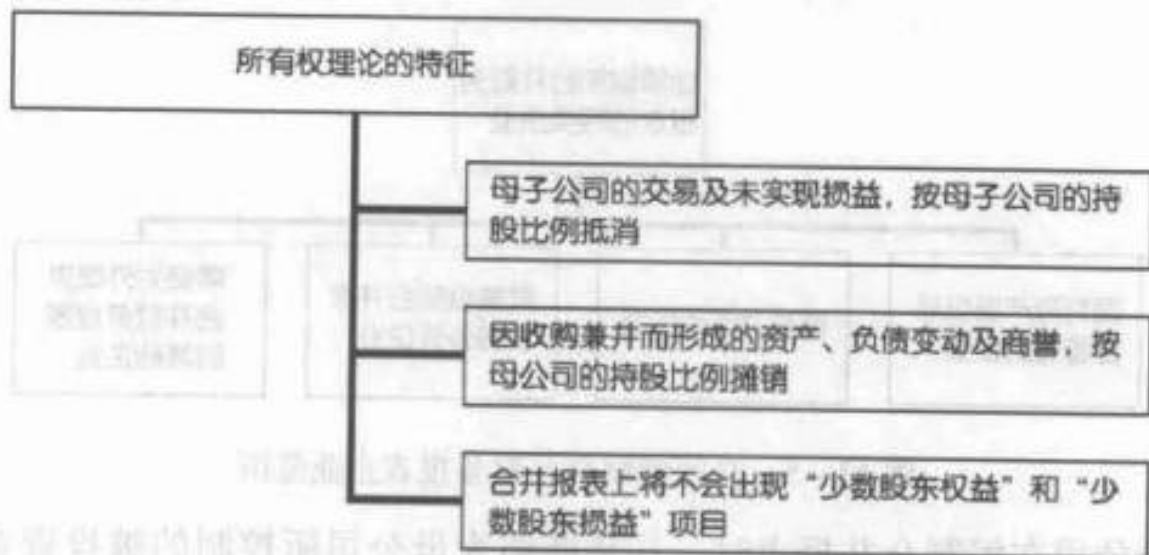 所有权理论的特征
母子公司的交易及未实现损益，按母子公司的持
股比例抵消
因收购兼并而形成的资产、负债变动及商誉，按
母公司的持股比例摊销
合并报表上将不会出现“少数股东权益”和“少
数股东损益”项目